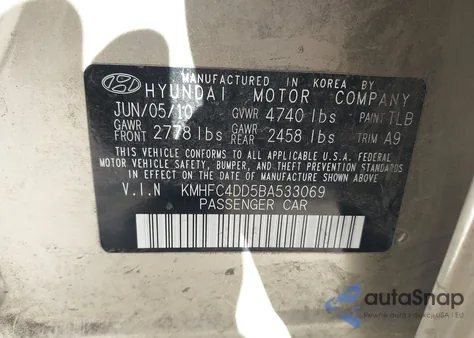 MANUFACTURED IN KOREA BY
HYUNDAI MOTOR COMPANY
JUN/05/10 GVWR 4740 lbs PAINT TLB
GAWR FRONT 2778 lbs GAWR RR 2458 lbs TRIM A9
THIS VEHICLE CONFORMS TO ALL APPLICABLE U.S.A FEDERAL
MOTOR VEHICLE SAFETY, BUMPER, AND THEFT PREVENTION
STANDARDS IN EFFECT ON THE DATE OF MANUFACTURE SHOWN ABOVE.
V.I.N KMHFC4DD5BA533069
PASSENGER CAR
autoSnap